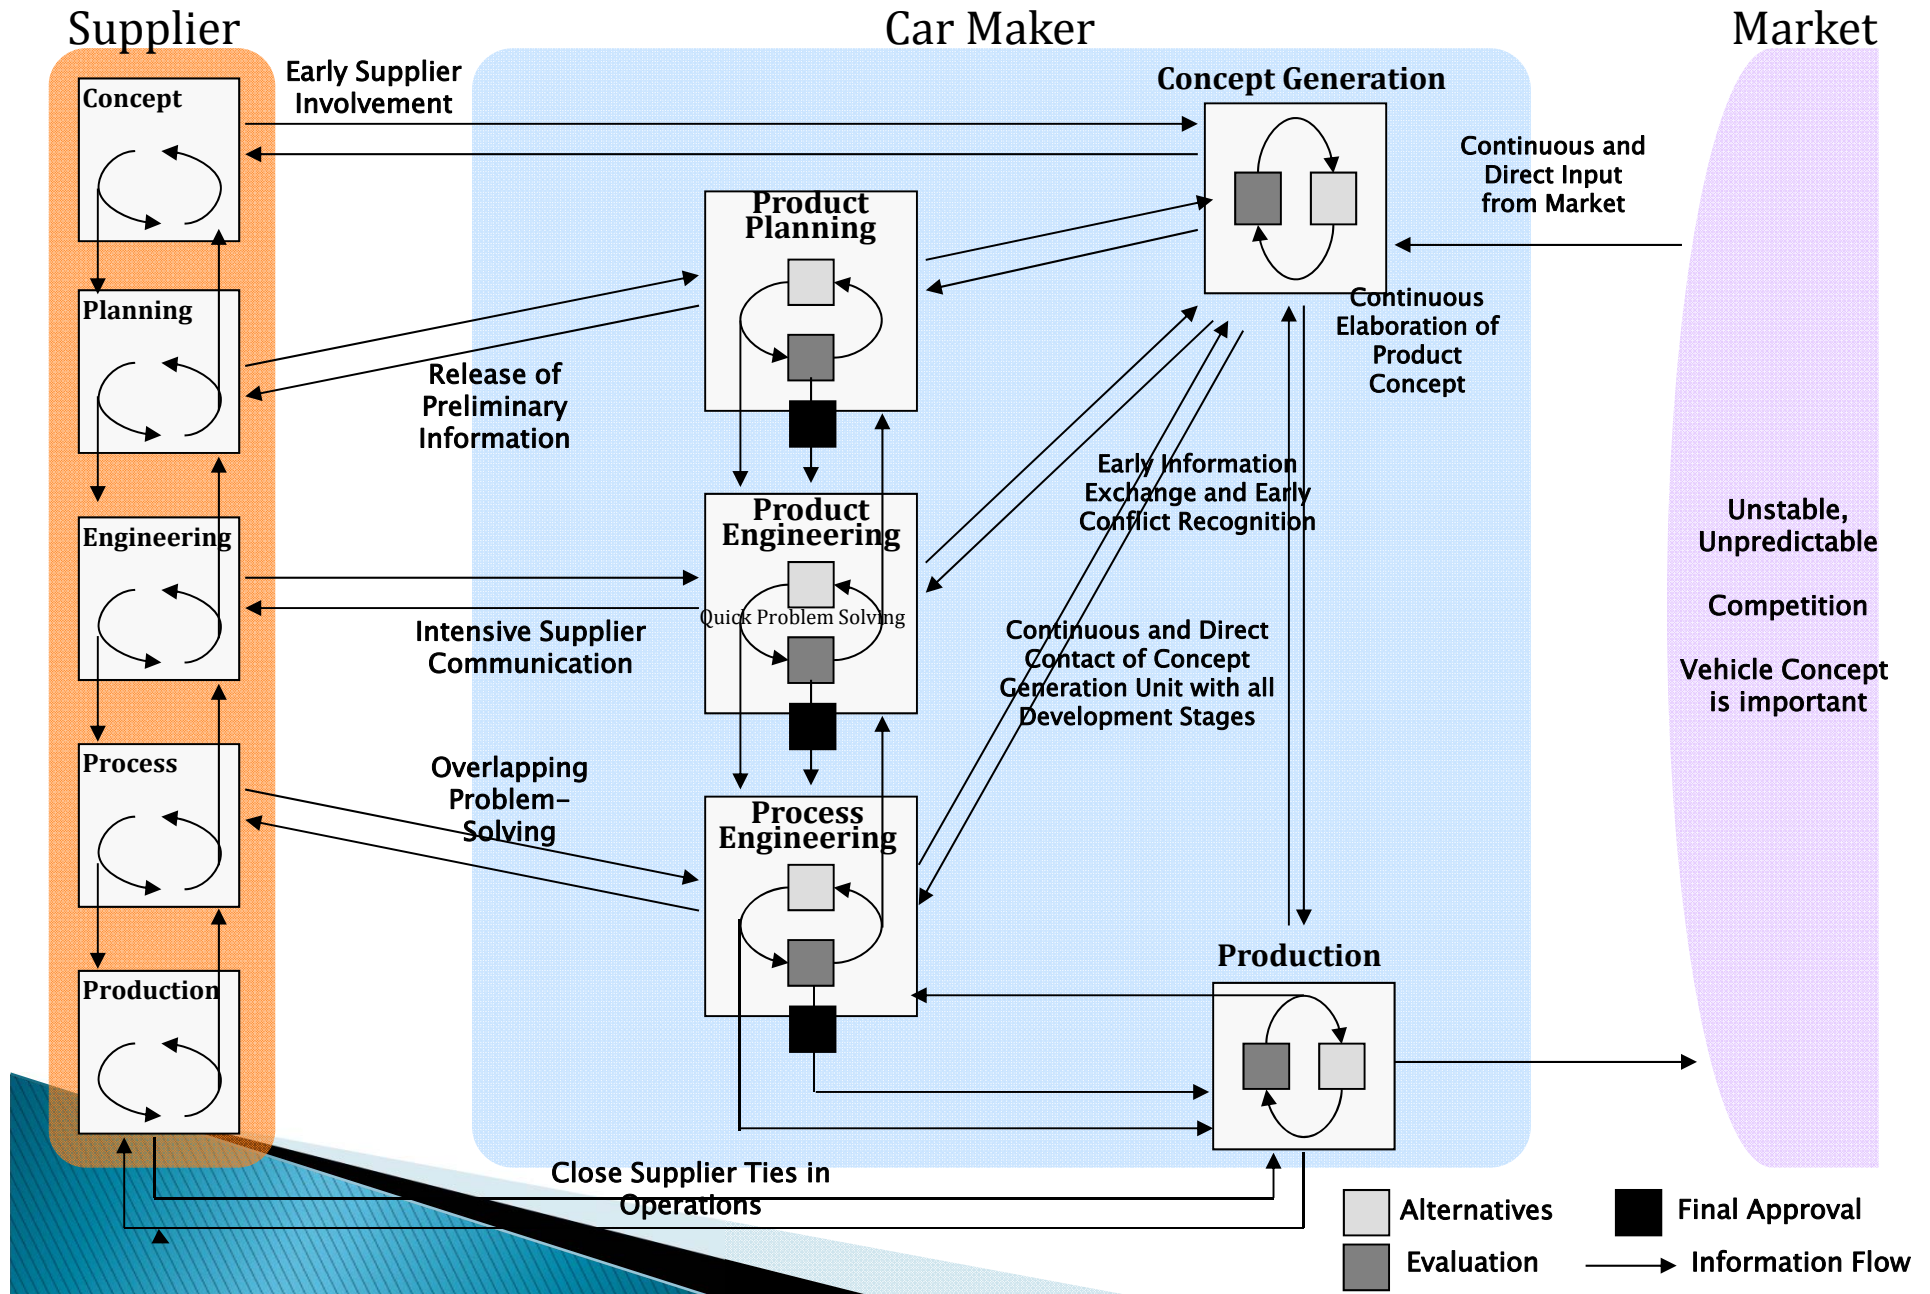 Supplier
Car Maker
Market
Concept
Early Supplier
Involvement
Concept Generation
Continuous and
Direct Input
from Market
Product
Planning
Planning
Continuous
Elaboration of
Product
Concept
Release of
Preliminary
Information
Early Information
Exchange and Early
Conflict Recognition
Engineering
Product
Engineering
Quick Problem Solving
Intensive Supplier
Communication
Continuous and Direct
Contact of Concept
Generation Unit with all
Development Stages
Unstable,
Unpredictable
Competition
Vehicle Concept
is important
Process
Overlapping
Problem-
Solving
Process
Engineering
Production
Production
Close Supplier Ties in
Operations
Alternatives
Final Approval
Evaluation
Information Flow